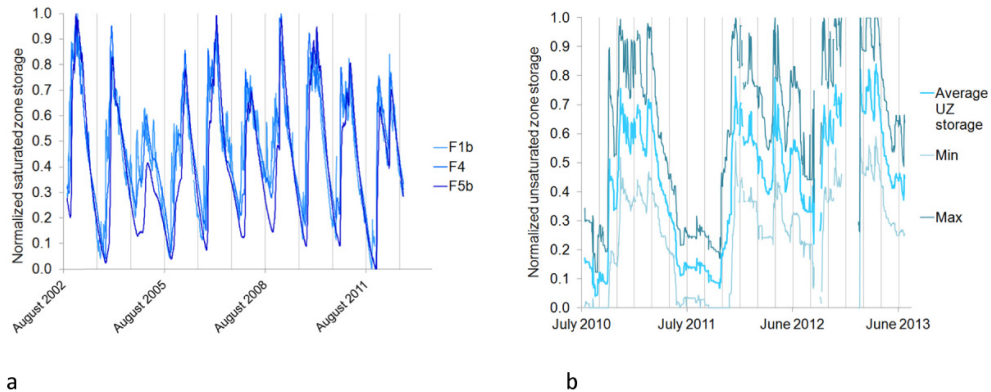 Normalized saturated zone storage
1.0
0.9
0.8
0.7
0.6
0.5
0.4
0.3
0.2
0.1
0.0
August 2002
August 2005
August 2008
August 2011
F1b
F4
F5b
a
Normalized unsaturated zone storage
1.0
0.9
0.8
0.7
0.6
0.5
0.4
0.3
0.2
0.1
0.0
July 2010
July 2011
June 2012
June 2013
Average
UZ
storage
Min
Max
b